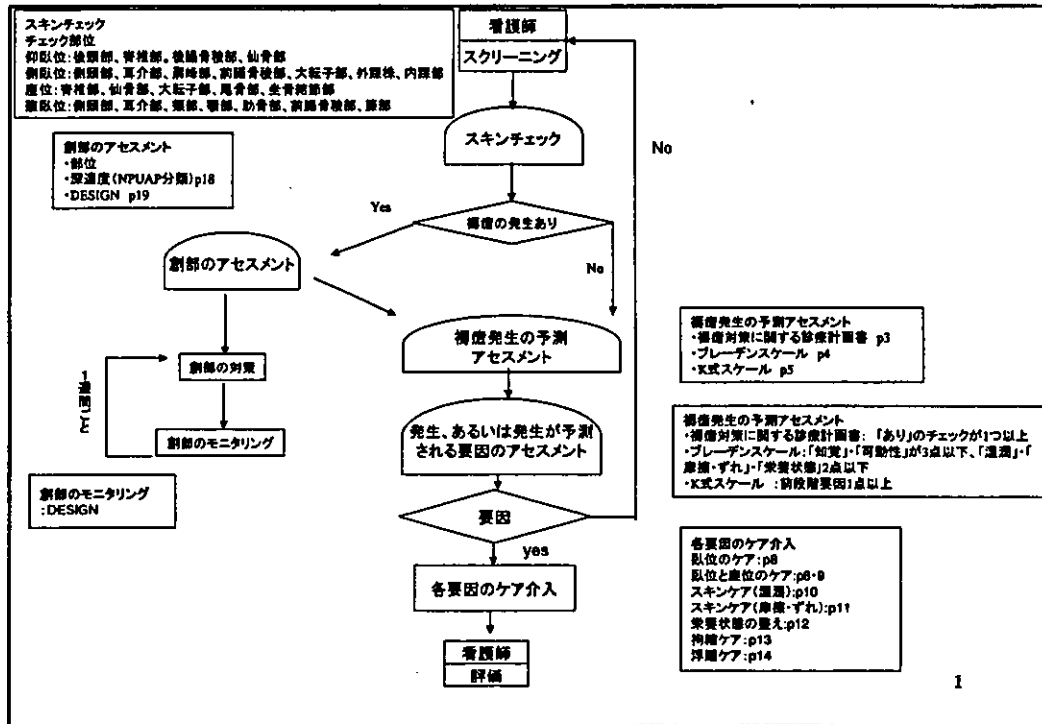 スキンチェック
チェック部位
仰臥位:後頭部、脊椎部。後腸骨稜部、仙骨部
側臥位:側頭部、耳介部、肩峰部、前腸骨稜部、大転子部、外踝株、内踝部
座位:脊椎部、仙骨部、大転子部、尾骨部、坐骨結節部
腹臥位:側頭部、耳介部、頬部、顎部、肋骨部、前腸骨稜部、膝部
看護師
スクリーニング
スキンチェック
No
創部のアセスメント
・部位
・深達度(NPUAP分類)p18
・DESIGN p19
Yes
褥瘡の発生あり
No
創部のアセスメント
褥瘡発生の予測
アセスメント
褥瘡発生の予測アセスメント
・褥瘡対策に関する診療計画書 p3
・ブレーデンスケール p4
・K式スケール p5
創部の対策
創部のモニタリング
発生、あるいは発生が予測
される要因のアセスメント
褥瘡発生の予測アセスメント
・褥瘡対策に関する診療計画書: 「あり」のチェックが1つ以上
・ブレーデンスケール:「知覚」・「可動性」が3点以下、「湿潤」・「
摩擦・ずれ」・「栄養状態」2点以下
・K式スケール :前段階要因1点以上
創部のモニタリング
:DESIGN
要因
yes
各要因のケア介入
各要因のケア介入
臥位のケア:p8
臥位と座位のケア:p8・9
スキンケア(湿潤):p10
スキンケア(摩擦・ずれ):p11
栄養状態の整え:p12
拘縮ケア:p13
浮腫ケア:p14
看護師
評価
1